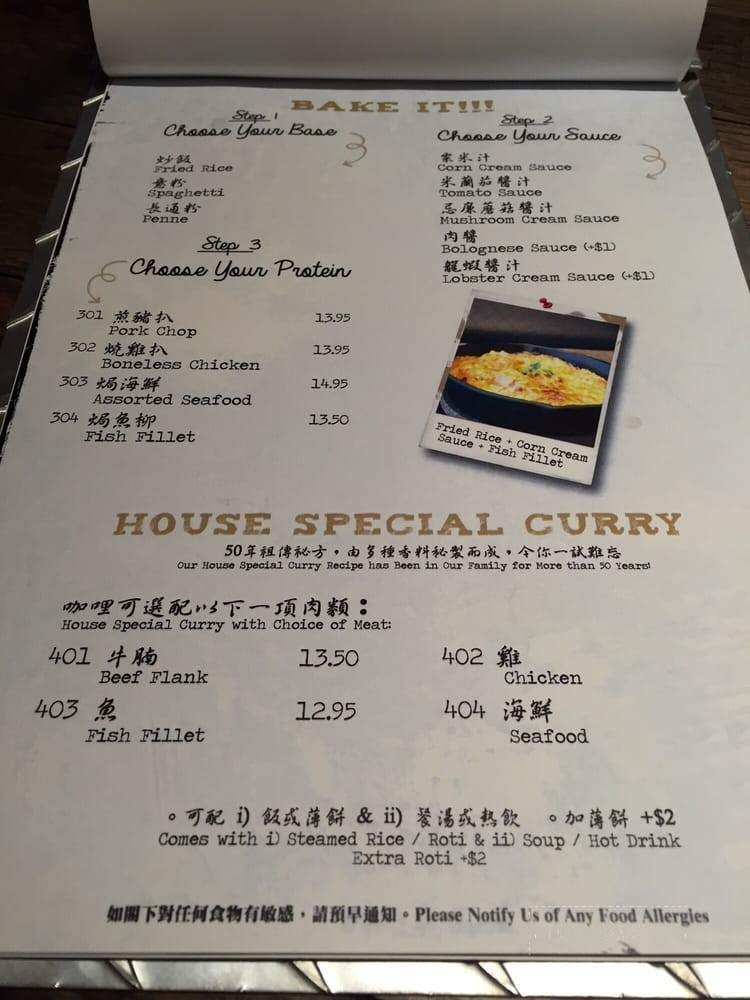 BAKE IT!!!
Step 1
Choose Your Base
炒飯
Fried Rice
意粉
Spaghetti
長通粉
Penne
Step 2
Choose Your Sauce
粟米汁
Corn Cream Sauce
米蘭茄醬汁
Tomato Sauce
忌廉蘑菇醬汁
Mushroom Cream Sauce
肉醬
Bolognese Sauce (+$1)
龍蝦醬汁
Lobster Cream Sauce (+$1)
Step 3
Choose Your Protein
301 煎豬扒 13.95
Pork Chop
302 燒雞扒 13.95
Boneless Chicken
303 焗海鮮 14.95
Assorted Seafood
304 焗魚柳 13.50
Fish Fillet
Fried Rice + Corn Cream
Sauce + Fish Fillet
HOUSE SPECIAL CURRY
50年祖傳祕方，由多種香料秘製而成，令你一試難忘
Our House Special Curry Recipe has Been in Our Family for More than 50 Years!
咖哩可選配以下一項肉類：
House Special Curry with Choice of Meat:
401 牛腩 13.50
Beef Flank
402 雞
Chicken
403 魚 12.95
Fish Fillet
404 海鮮
Seafood
。可配 i) 飯或薄餅 & ii) 餐湯或熱飲 。加薄餅 +$2
Comes with i) Steamed Rice / Roti & ii) Soup / Hot Drink
Extra Roti +$2
如閣下對任何食物有敏感，請預早通知。Please Notify Us of Any Food Allergies